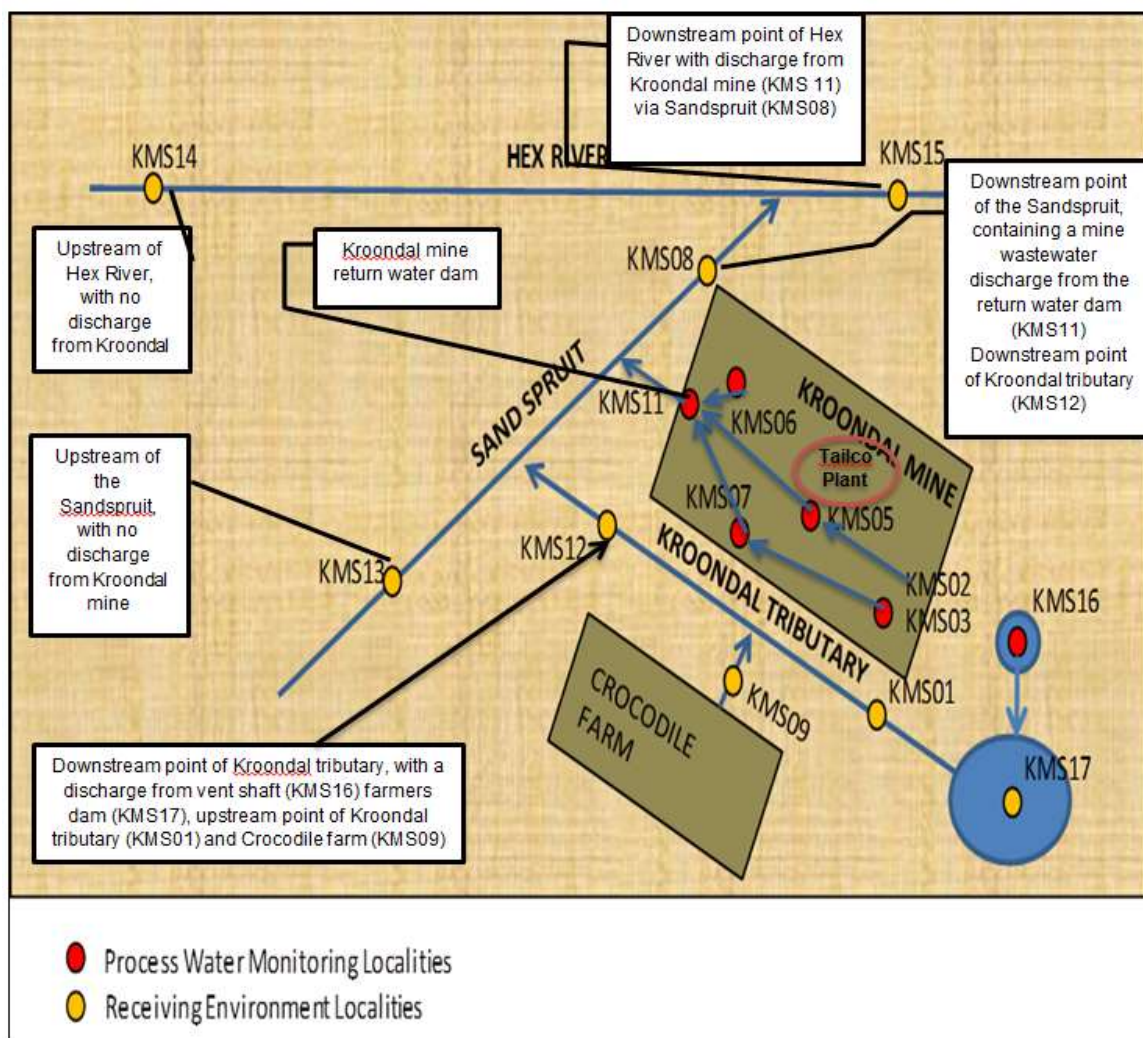 Downstream point of Hex
River with discharge from
Kroondal mine (KMS 11)
via Sandspruit (KMS08)
KMS14
HEX RIVER
KMS15
Downstream point
of the Sandspruit,
containing a mine
wastewater
discharge from the
return water dam
(KMS11)
Downstream point
of Kroondal tributary
(KMS12)
Upstream of
Hex River,
with no
discharge
from Kroondal
Kroondal mine
return water dam
KMS08
SAND SPRUIT
KMS11
KMS06
KROONDAL MINE
Tailco
Plant
KMS07
KMS05
Upstream of
the
Sandspruit,
with no
discharge
from Kroondal
mine
KMS13
KMS12
KROONDAL TRIBUTARY
KMS02
KMS03
KMS16
KMS01
CROCODILE
FARM
KMS09
KMS17
Downstream point of Kroondal tributary, with a
discharge from vent shaft (KMS16) farmers
dam (KMS17), upstream point of Kroondal
tributary (KMS01) and Crocodile farm (KMS09)
Process Water Monitoring Localities
Receiving Environment Localities